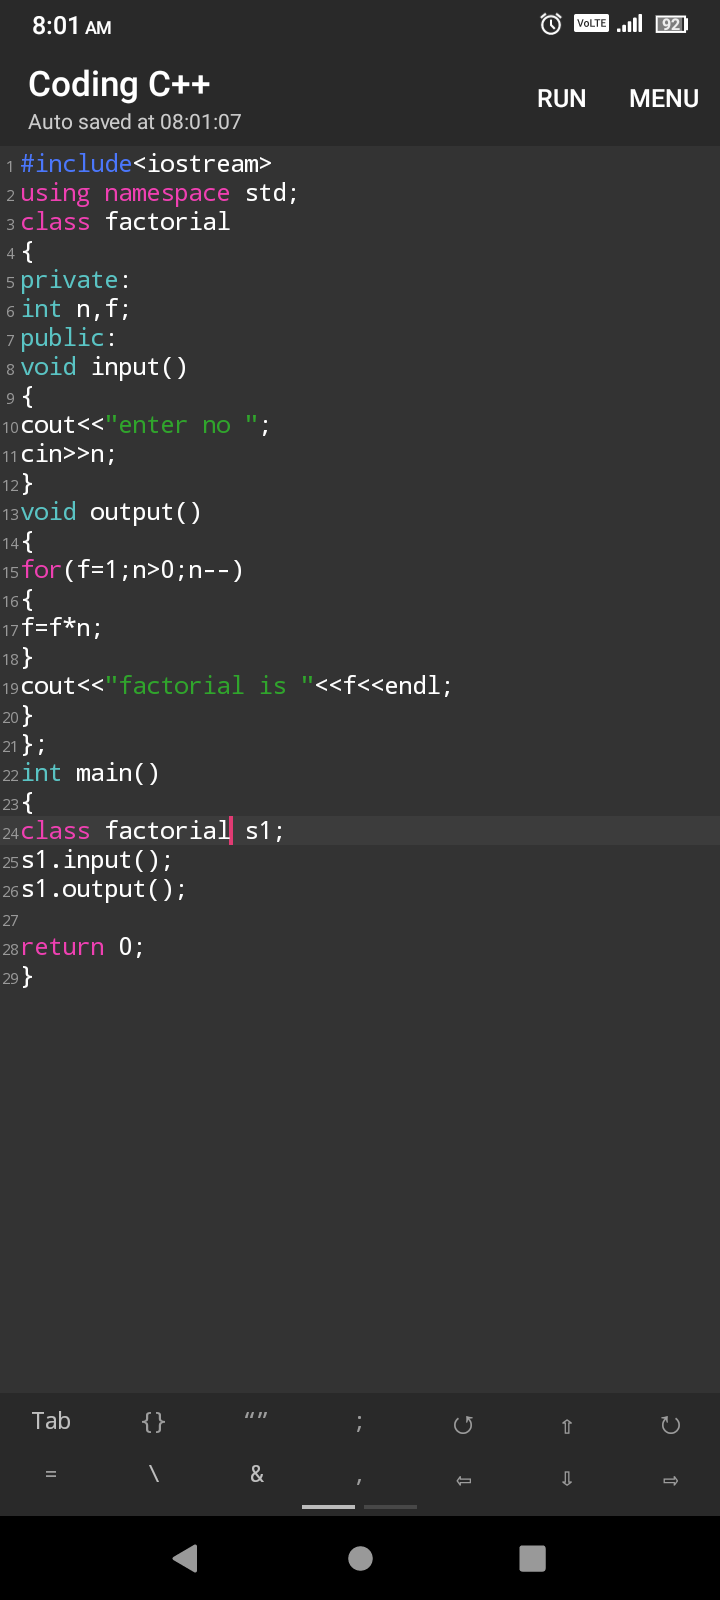 8:01 AM
VoLTE
92
Coding C++
RUN
MENU
Auto saved at 08:01:07
1 #include<iostream>
2 using namespace std;
3 class factorial
4 {
5 private:
6 int n,f;
7 public:
8 void input()
9 {
10 cout<<"enter no ";
11 cin>>n;
12 }
13 void output()
14 {
15 for(f=1;n>0;n--)
16 {
17 f=f*n;
18 }
19 cout<<"factorial is "<<f<<endl;
20 }
21 };
22 int main()
23 {
24 class factorial s1;
25 s1.input();
26 s1.output();
27
28 return 0;
29 }
Tab {} “” ; ↺ ⇧ ↻
= \ & , ⇦ ⇩ ⇨